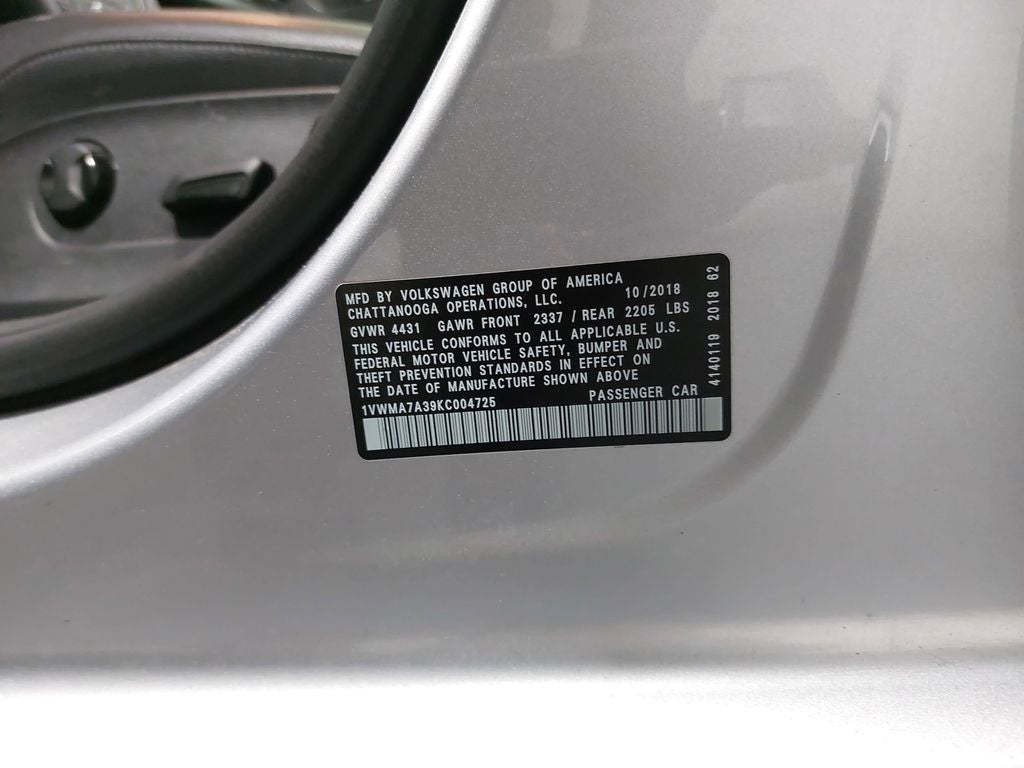 MFD BY VOLKSWAGEN GROUP OF AMERICA
CHATTANOOGA OPERATIONS, LLC. 10/2018
GVWR 4431 GAWR FRONT 2337 / REAR 2205 LBS
THIS VEHICLE CONFORMS TO ALL APPLICABLE U.S.
FEDERAL MOTOR VEHICLE SAFETY, BUMPER AND
THEFT PREVENTION STANDARDS IN EFFECT ON
THE DATE OF MANUFACTURE SHOWN ABOVE
1VWMA7A39KC004725 PASSENGER CAR
4140119 2018 62